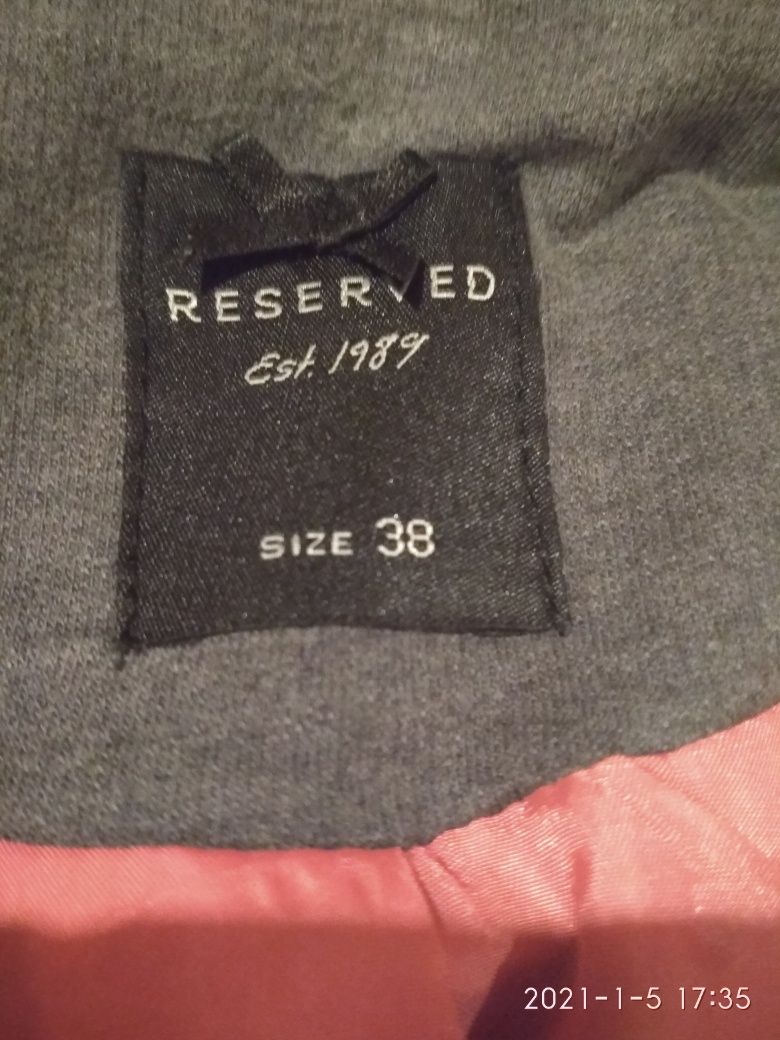 RESERVED
Est. 1989
SIZE 38
2021-1-5 17:35